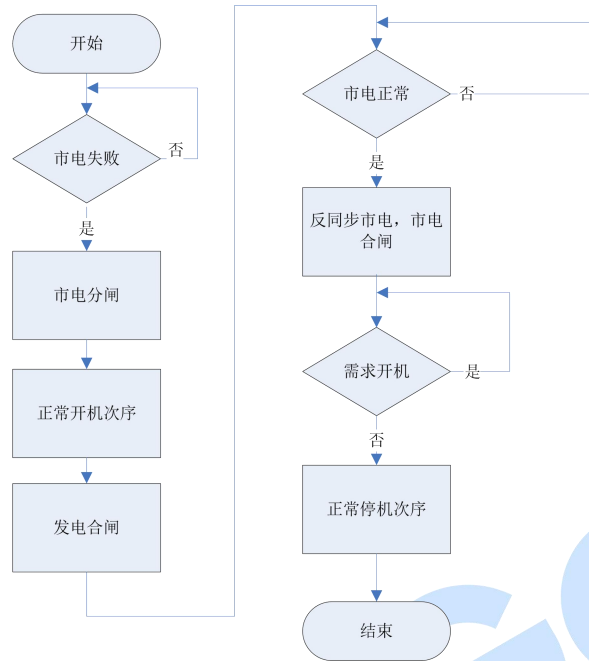 开始
市电失败
否
是
市电分闸
正常开机次序
发电合闸
市电正常
否
是
反同步市电，市电
合闸
需求开机
是
否
正常停机次序
结束